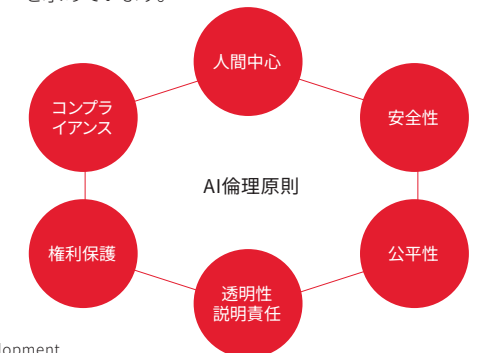 人間中心
コンプラ
イアンス
安全性
AI倫理原則
権利保護
公平性
透明性
説明責任